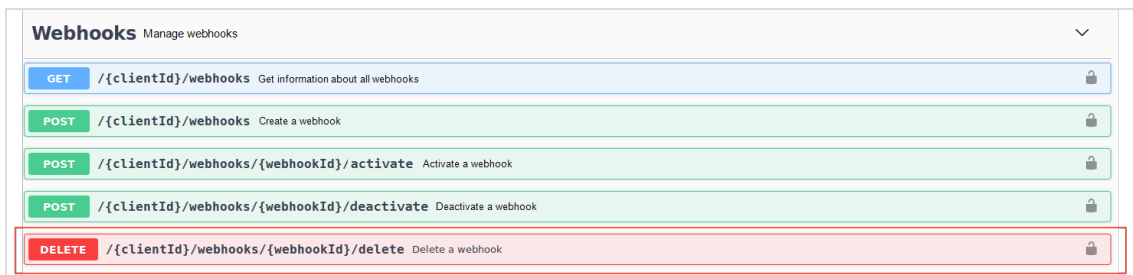 Webhooks Manage webhooks
GET /{clientId}/webhooks Get information about all webhooks
POST /{clientId}/webhooks Create a webhook
POST /{clientId}/webhooks/{webhookId}/activate Activate a webhook
POST /{clientId}/webhooks/{webhookId}/deactivate Deactivate a webhook
DELETE /{clientId}/webhooks/{webhookId}/delete Delete a webhook